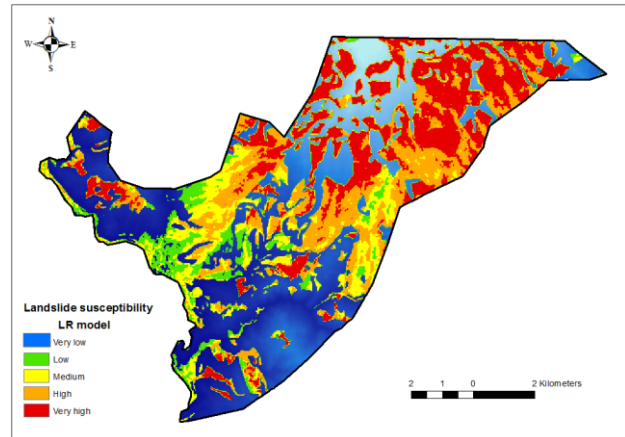 N
W E
S
Landslide susceptibility
LR model
Very low
Low
Medium
High
Very high
2 1 0 2 Kilometers